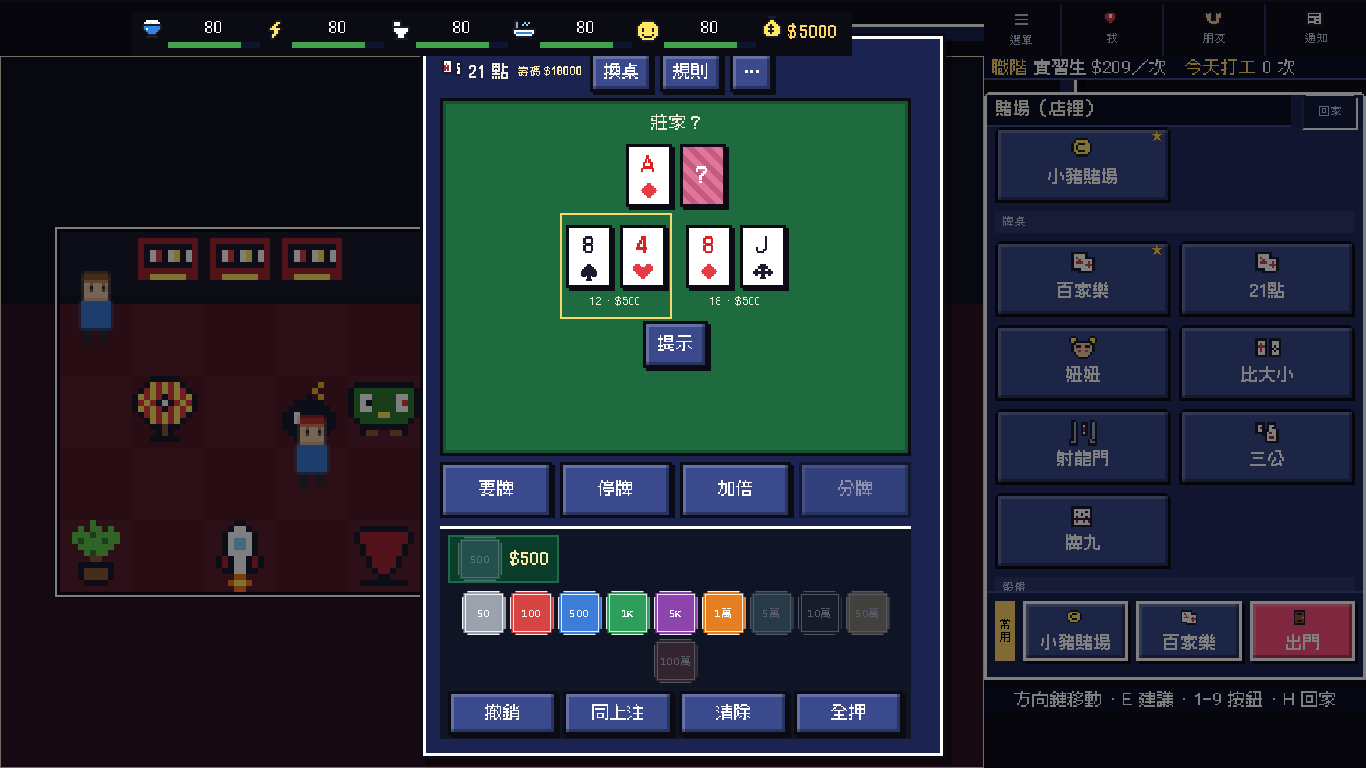 80 80 80 80 80 $5000
選單 我 朋友 通知
職階 實習生 $209／次 今天打工 0 次
21 點 籌碼 $18000 換桌 規則 ...
莊家？
A ?
8 4 8 J
12 · $500 18 · $500
提示
要牌 停牌 加倍 分牌
500 $500
50 100 500 1K 5K 1萬 5萬 10萬 50萬
100萬
撤銷 同上注 清除 全押
賭場（店裡） 回家
小豬賭場
牌桌
百家樂 21點
妞妞 比大小
射龍門 三公
牌九
常用 小豬賭場 百家樂 出門
方向鍵移動 · E 建議 · 1-9 按鈕 · H 回家